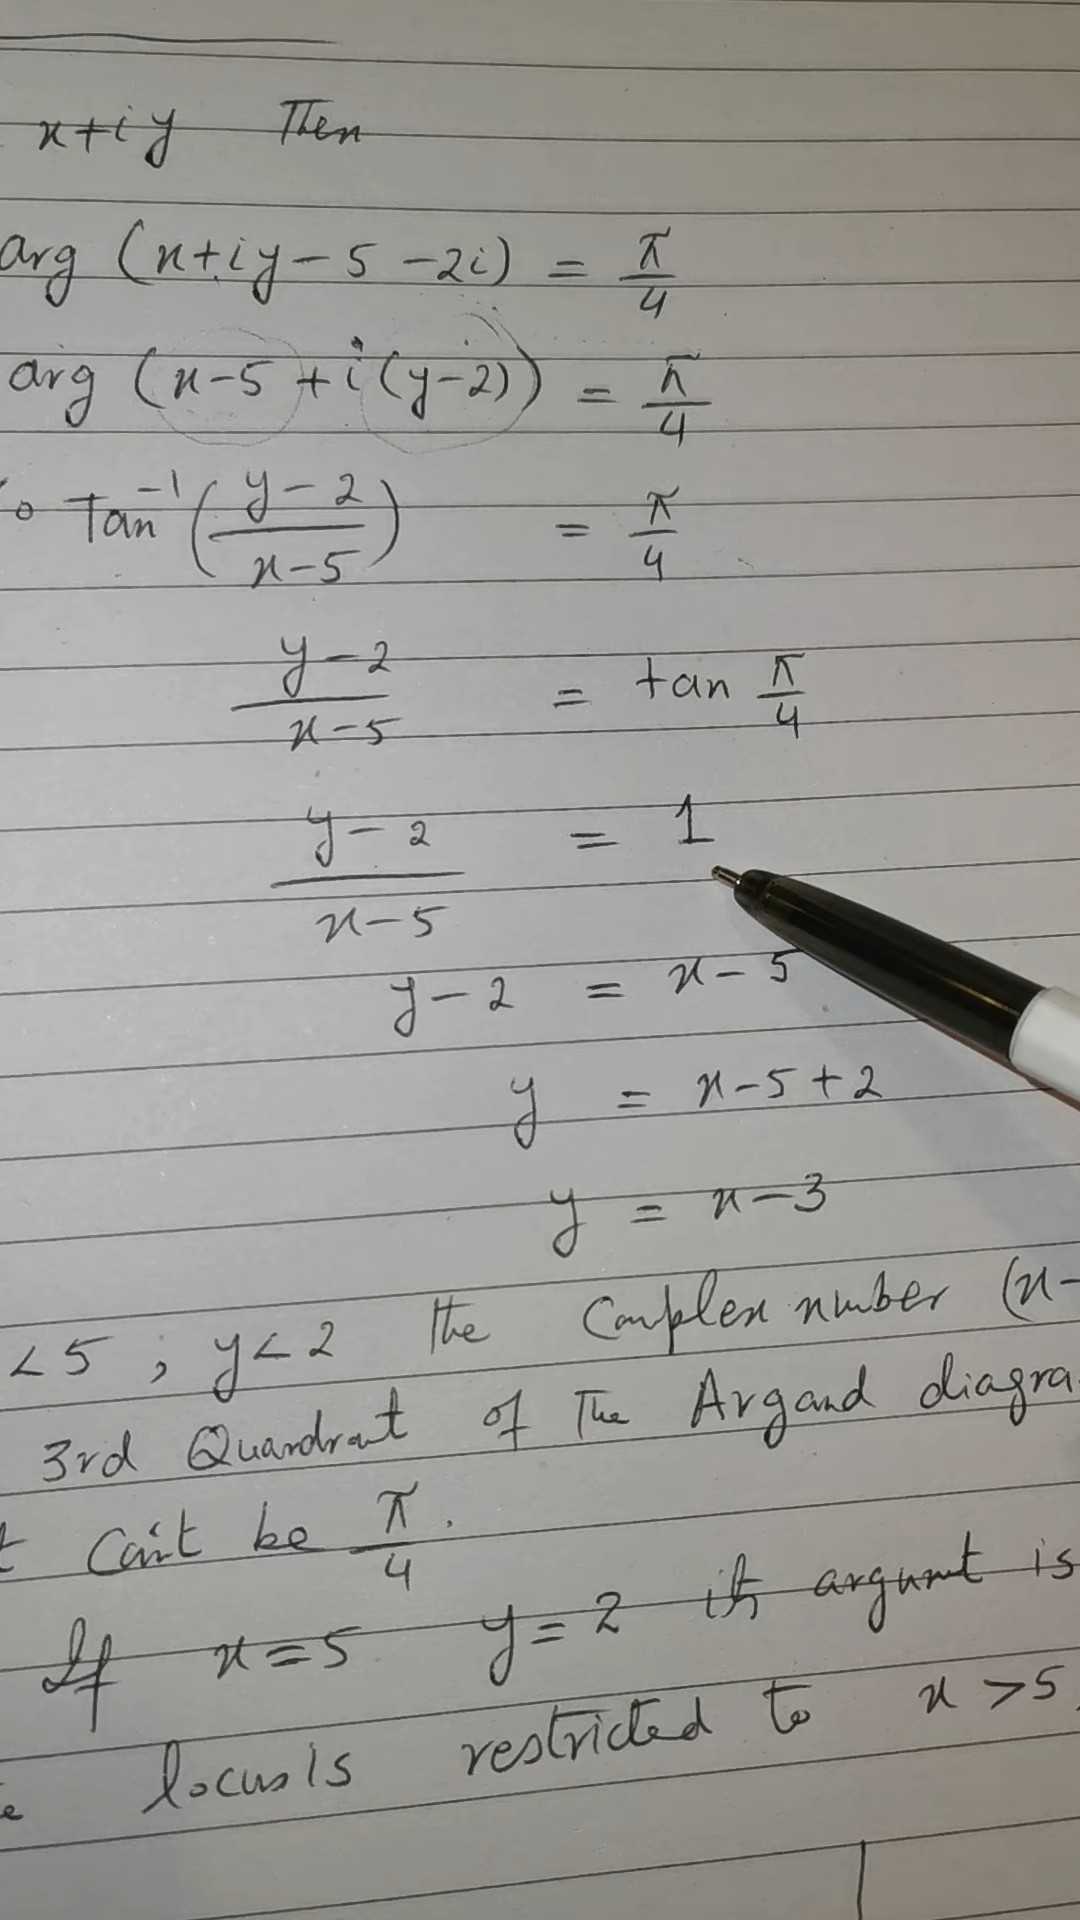 x+iy Then
arg (x+iy-5-2i) = π/4
arg (x-5+i(y-2)) = π/4
Tan⁻¹((y-2)/(x-5)) = π/4
(y-2)/(x-5) = tan π/4
(y-2)/(x-5) = 1
y-2 = x-5
y = x-5+2
y = x-3
<5 , y<2 the Complex number (x-
3rd Quardrant of The Argand diagra
t Can't be π/4.
If x=5 y=2 its argumt is
locus is restricted to x >5